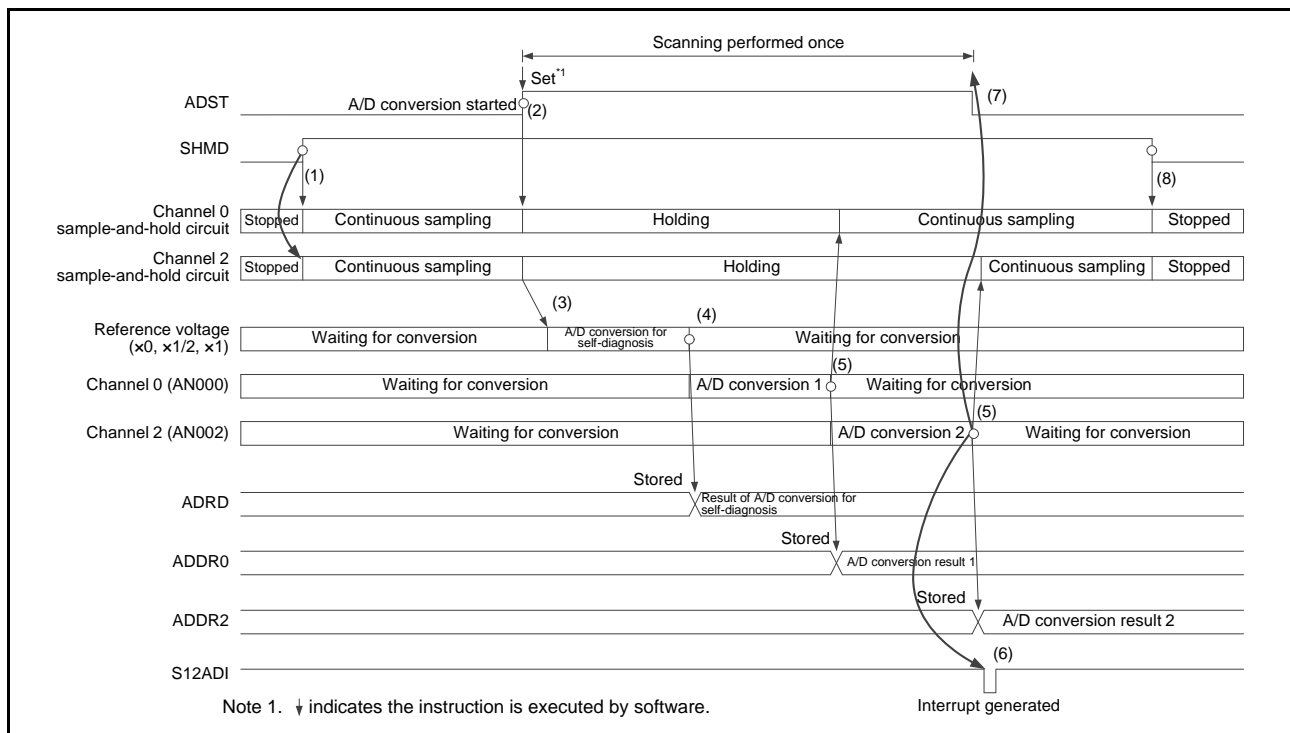 Scanning performed once
Set*1
ADST
A/D conversion started
(2)
(7)
SHMD
(1)
(8)
Channel 0
sample-and-hold circuit
Stopped
Continuous sampling
Holding
Continuous sampling
Stopped
Channel 2
sample-and-hold circuit
Stopped
Continuous sampling
Holding
Continuous sampling
Stopped
(3)
(4)
Reference voltage
(×0, ×1/2, ×1)
Waiting for conversion
A/D conversion for
self-diagnosis
Waiting for conversion
Channel 0 (AN000)
Waiting for conversion
A/D conversion 1
(5)
Waiting for conversion
Channel 2 (AN002)
Waiting for conversion
A/D conversion 2
(5)
Waiting for conversion
Stored
ADRD
Result of A/D conversion for
self-diagnosis
Stored
ADDR0
A/D conversion result 1
Stored
ADDR2
A/D conversion result 2
S12ADI
(6)
Interrupt generated
Note 1. ↓ indicates the instruction is executed by software.